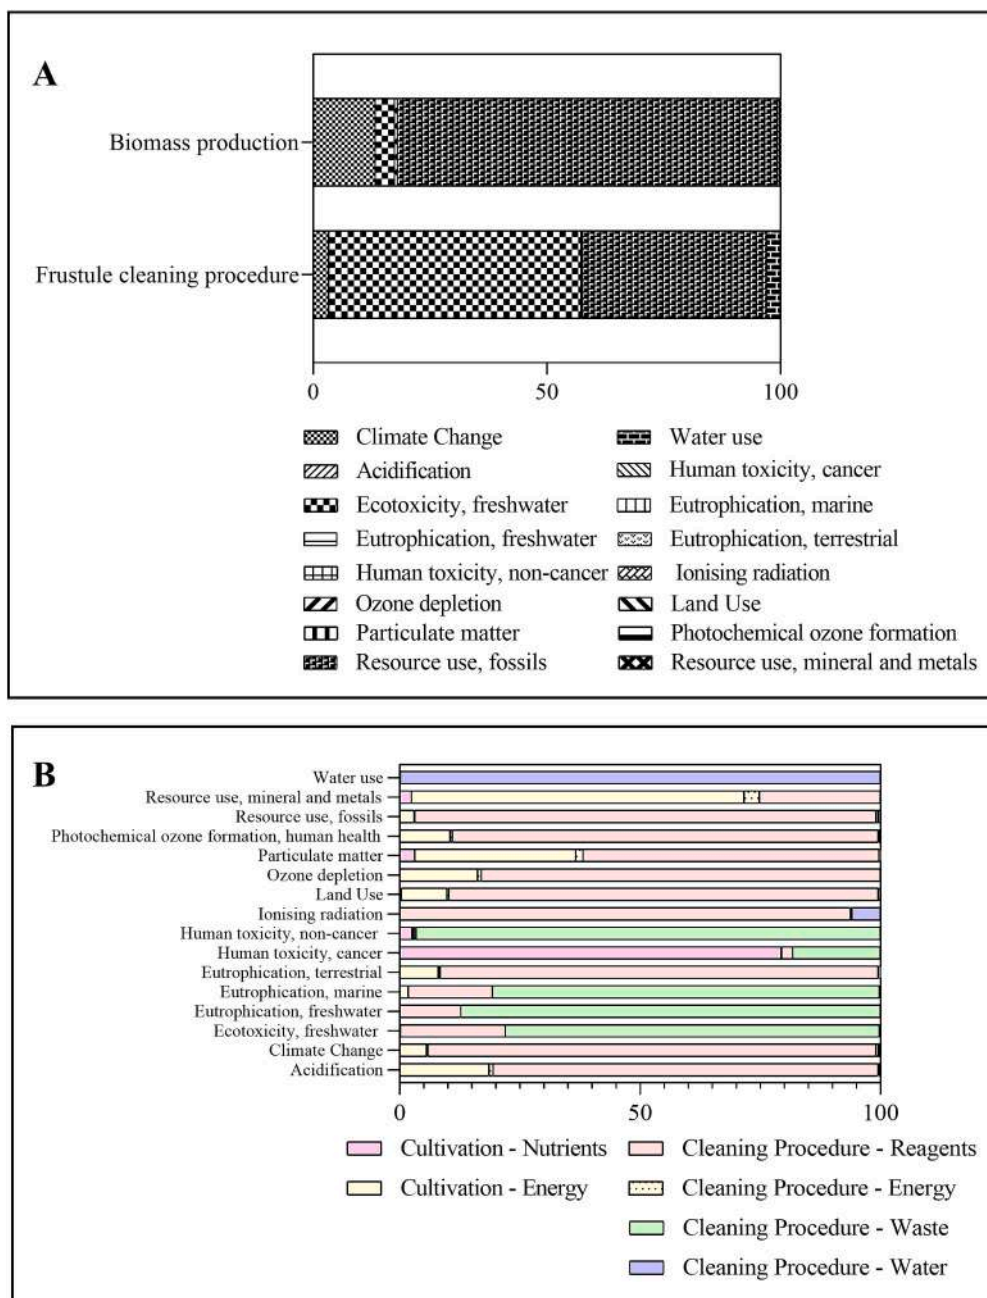 A
Biomass production
Frustule cleaning procedure
0 50 100
Climate Change Water use
Acidification Human toxicity, cancer
Ecotoxicity, freshwater Eutrophication, marine
Eutrophication, freshwater Eutrophication, terrestrial
Human toxicity, non-cancer Ionising radiation
Ozone depletion Land Use
Particulate matter Photochemical ozone formation
Resource use, fossils Resource use, mineral and metals
B
Water use
Resource use, mineral and metals
Resource use, fossils
Photochemical ozone formation, human health
Particulate matter
Ozone depletion
Land Use
Ionising radiation
Human toxicity, non-cancer
Human toxicity, cancer
Eutrophication, terrestrial
Eutrophication, marine
Eutrophication, freshwater
Ecotoxicity, freshwater
Climate Change
Acidification
0 50 100
Cultivation - Nutrients Cleaning Procedure - Reagents
Cultivation - Energy Cleaning Procedure - Energy
Cleaning Procedure - Waste
Cleaning Procedure - Water